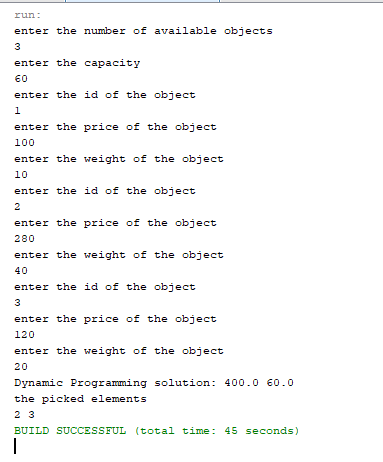 run:
enter the number of available objects
3
enter the capacity
60
enter the id of the object
1
enter the price of the object
100
enter the weight of the object
10
enter the id of the object
2
enter the price of the object
280
enter the weight of the object
40
enter the id of the object
3
enter the price of the object
120
enter the weight of the object
20
Dynamic Programming solution: 400.0 60.0
the picked elements
2 3
BUILD SUCCESSFUL (total time: 45 seconds)